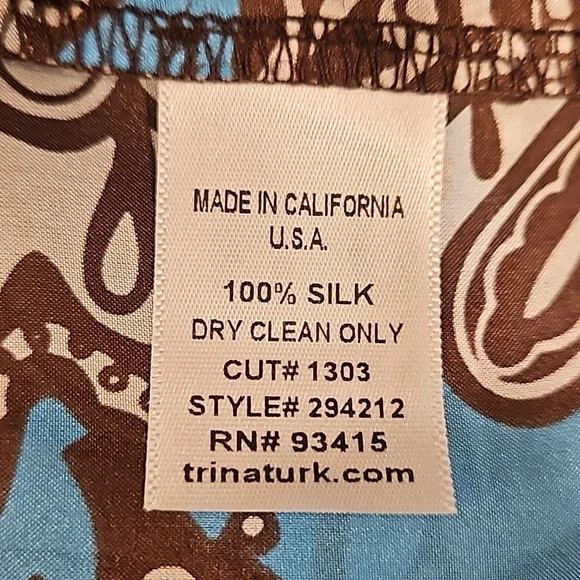 MADE IN CALIFORNIA
U.S.A.
100% SILK
DRY CLEAN ONLY
CUT# 1303
STYLE# 294212
RN# 93415
trinaturk.com